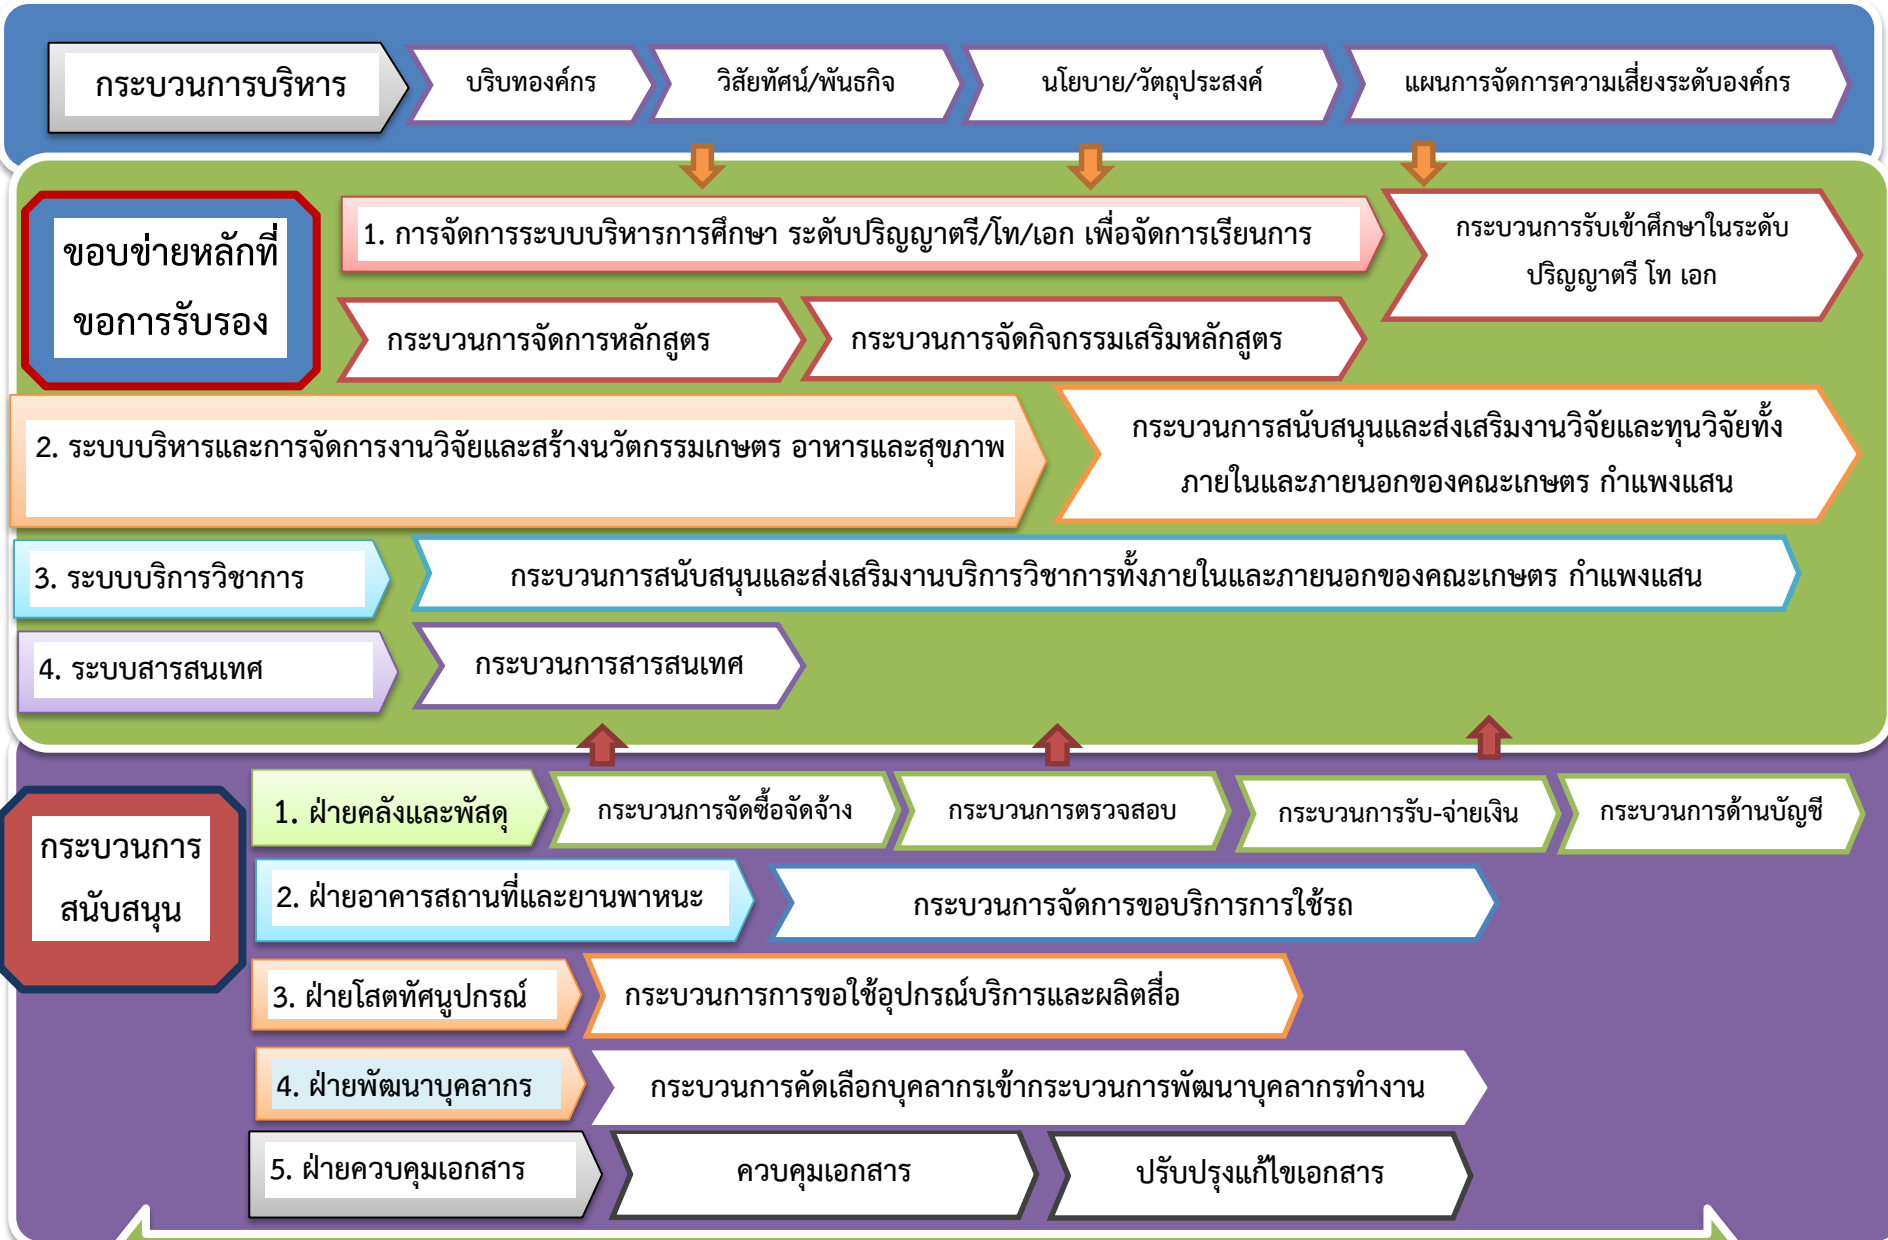 กระบวนการบริหาร
บริบทองค์กร
วิสัยทัศน์/พันธกิจ
นโยบาย/วัตถุประสงค์
แผนการจัดการความเสี่ยงระดับองค์กร
ขอบข่ายหลักที่
ขอการรับรอง
1. การจัดการระบบบริหารการศึกษา ระดับปริญญาตรี/โท/เอก เพื่อจัดการเรียนการ
กระบวนการรับเข้าศึกษาในระดับ
ปริญญาตรี โท เอก
กระบวนการจัดการหลักสูตร
กระบวนการจัดกิจกรรมเสริมหลักสูตร
2. ระบบบริหารและการจัดการงานวิจัยและสร้างนวัตกรรมเกษตร อาหารและสุขภาพ
กระบวนการสนับสนุนและส่งเสริมงานวิจัยและทุนวิจัยทั้ง
ภายในและภายนอกของคณะเกษตร กำแพงแสน
3. ระบบบริการวิชาการ
กระบวนการสนับสนุนและส่งเสริมงานบริการวิชาการทั้งภายในและภายนอกของคณะเกษตร กำแพงแสน
4. ระบบสารสนเทศ
กระบวนการสารสนเทศ
กระบวนการ
สนับสนุน
1. ฝ่ายคลังและพัสดุ
กระบวนการจัดซื้อจัดจ้าง
กระบวนการตรวจสอบ
กระบวนการรับ-จ่ายเงิน
กระบวนการด้านบัญชี
2. ฝ่ายอาคารสถานที่และยานพาหนะ
กระบวนการจัดการขอบริการการใช้รถ
3. ฝ่ายโสตทัศนูปกรณ์
กระบวนการการขอใช้อุปกรณ์บริการและผลิตสื่อ
4. ฝ่ายพัฒนาบุคลากร
กระบวนการคัดเลือกบุคลากรเข้ากระบวนการพัฒนาบุคลากรทำงาน
5. ฝ่ายควบคุมเอกสาร
ควบคุมเอกสาร
ปรับปรุงแก้ไขเอกสาร